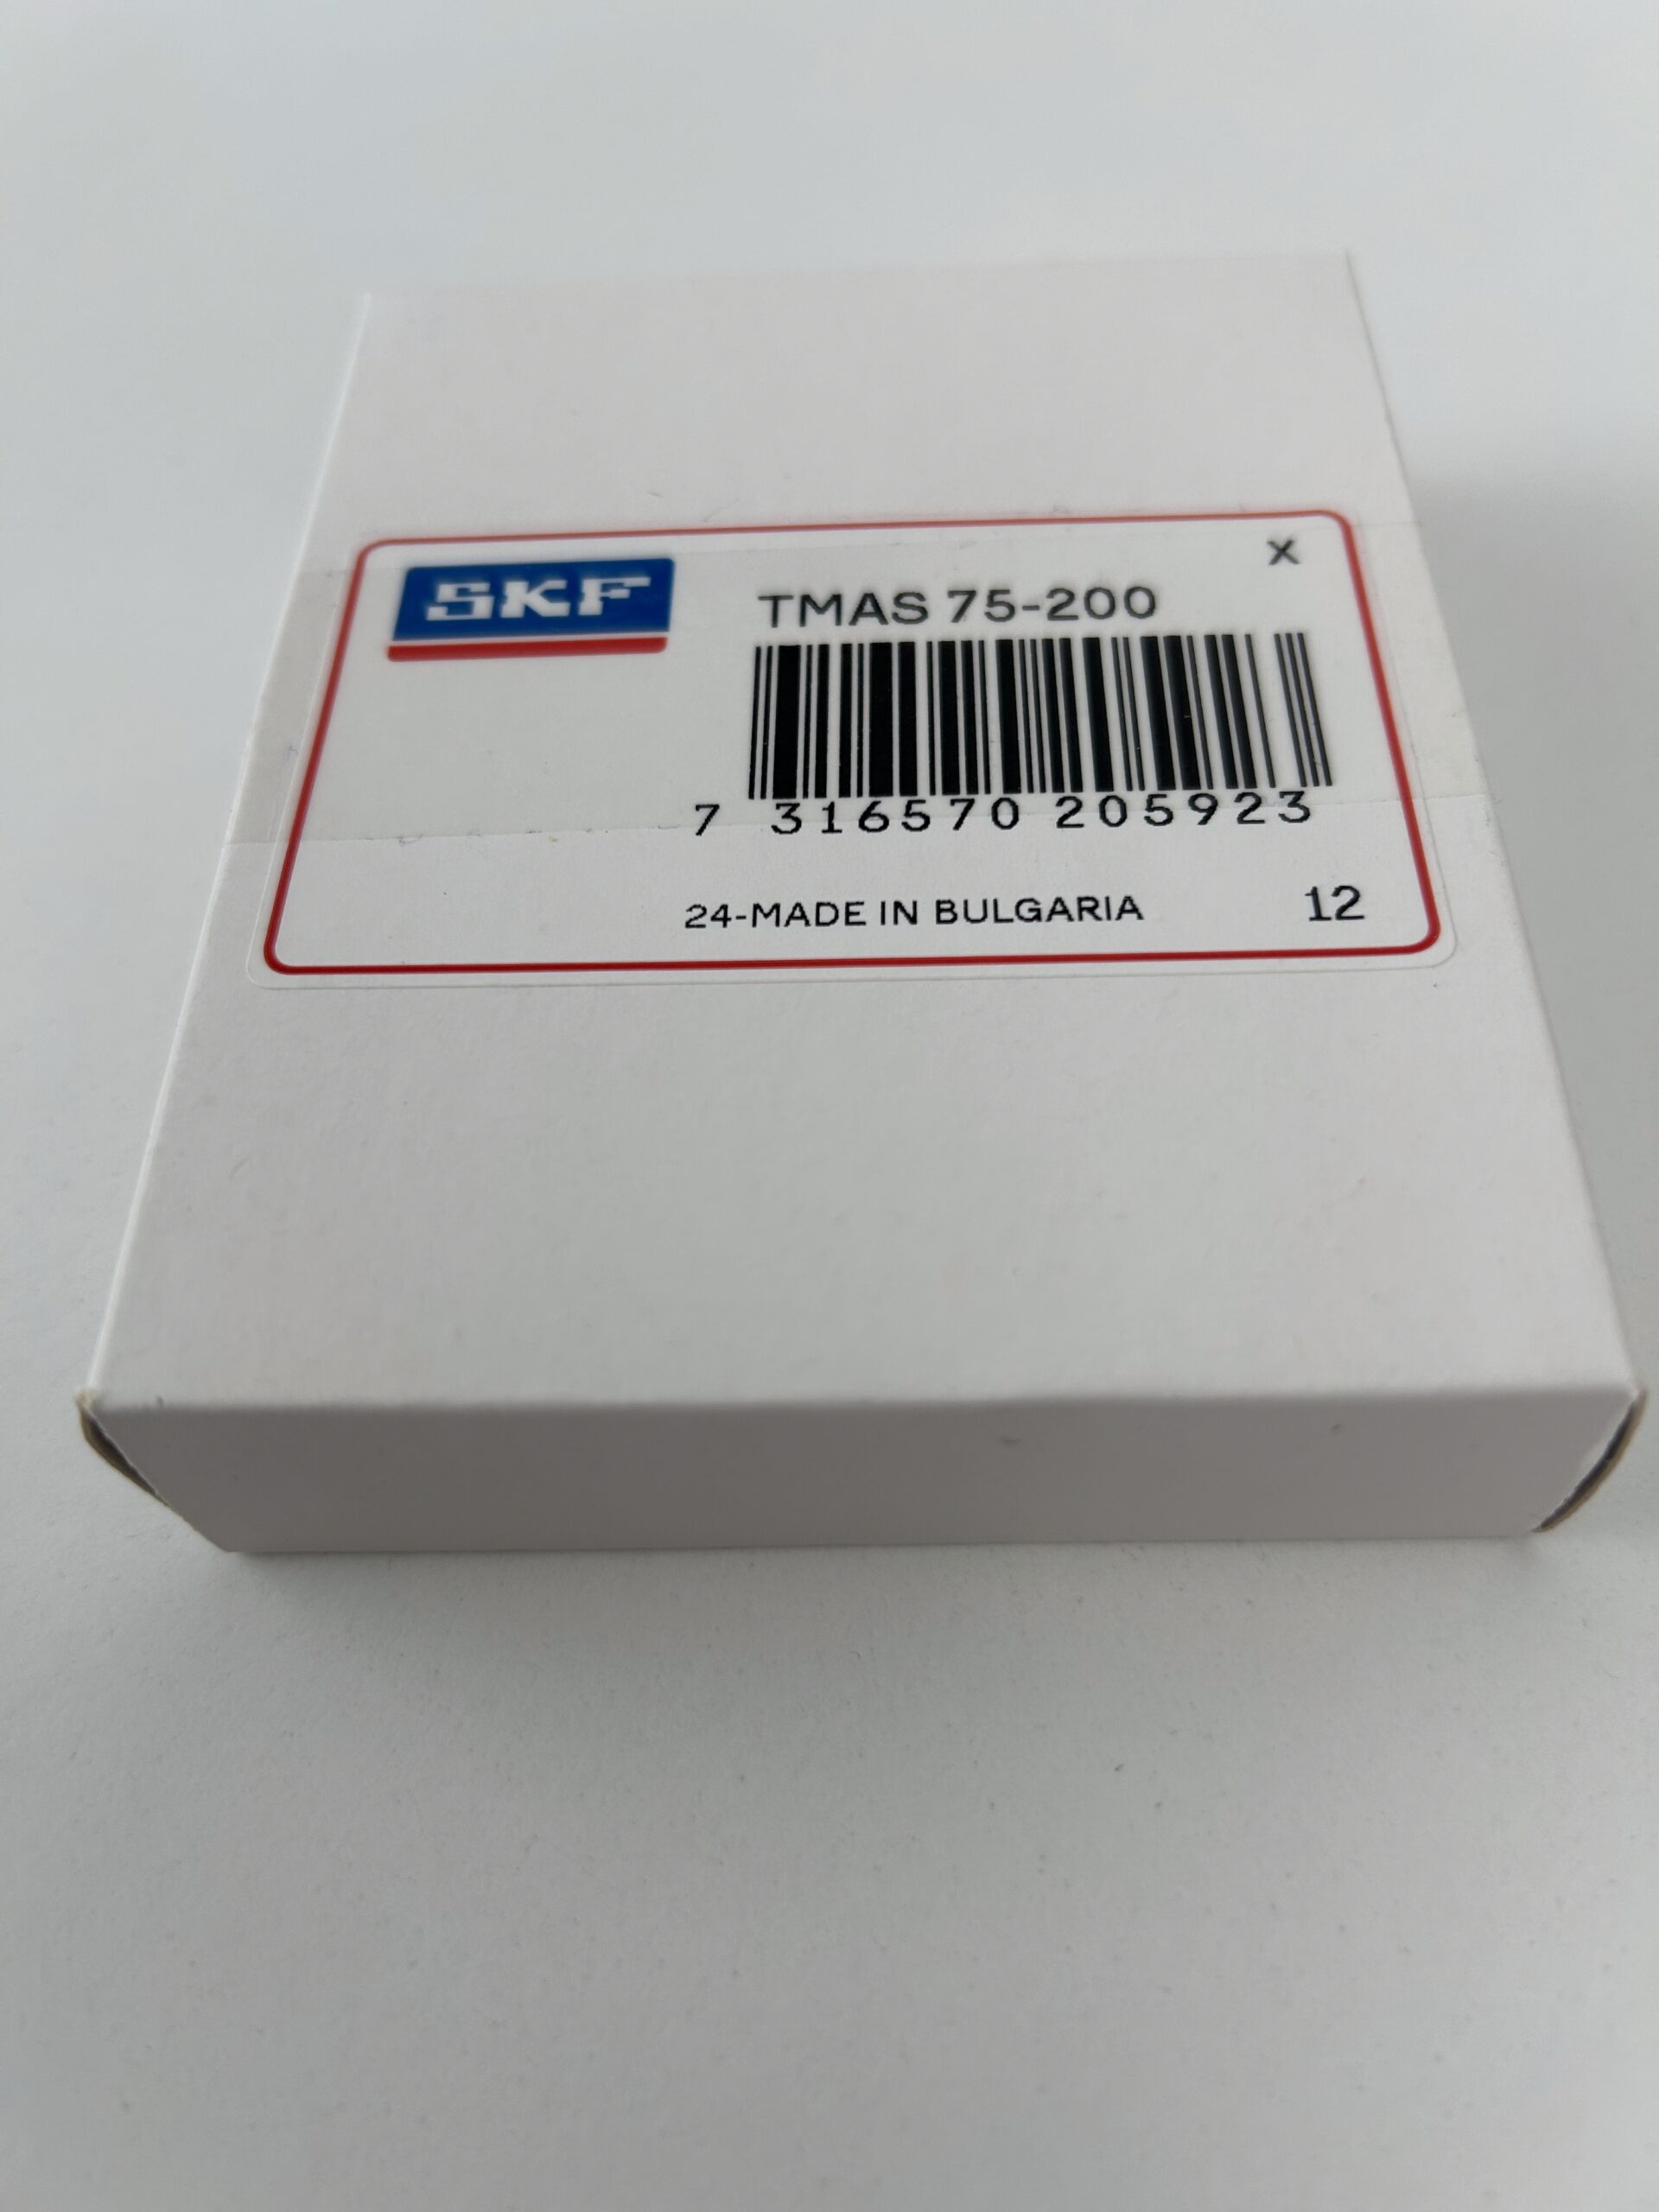 X
SKF
TMAS 75-200
7 316570 205923
24-MADE IN BULGARIA
12